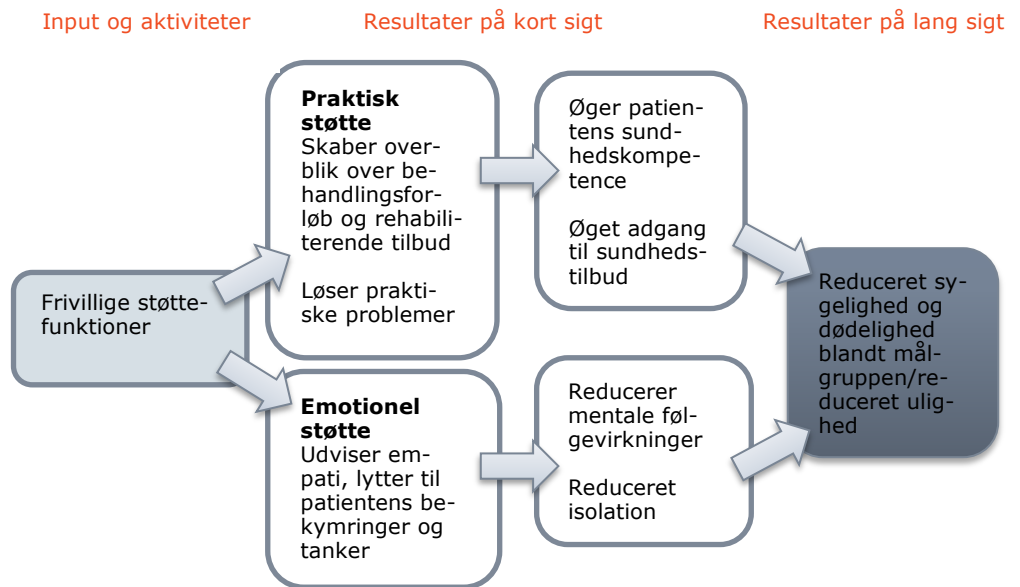 Input og aktiviteter
Resultater på kort sigt
Resultater på lang sigt
Frivillige støtte-
funktioner
Praktisk
støtte
Skaber over-
blik over be-
handlingsfor-
løb og rehabili-
terende tilbud
Løser prakti-
ske problemer
Emotionel
støtte
Udviser em-
pati, lytter til
patientens be-
kymringer og
tanker
Øger patien-
tens sund-
hedskompe-
tence
Øget adgang
til sundheds-
tilbud
Reducerer
mentale føl-
gevirkninger
Reduceret
isolation
Reduceret sy-
gelighed og
dødelighed
blandt mål-
gruppen/re-
duceret ulig-
hed